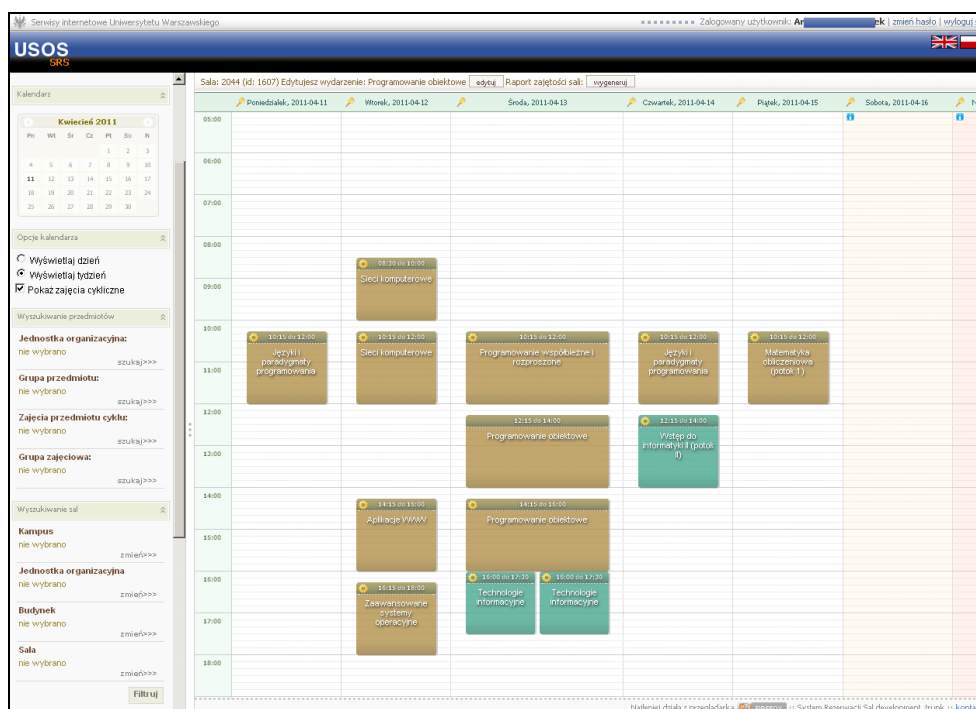 Serwisy internetowe Uniwersytetu Warszawskiego
Zalogowany użytkownik: Ar ek | zmień hasło | wyloguj
USOS
SRS
Kalendarz
Kwiecień 2011
Pn Wt Śr Cz Pt So N
1 2 3
4 5 6 7 8 9 10
11 12 13 14 15 16 17
18 19 20 21 22 23 24
25 26 27 28 29 30
Opcje kalendarza
Wyświetlaj dzień
Wyświetlaj tydzień
Pokaż zajęcia cykliczne
Wyszukiwanie przedmiotów
Jednostka organizacyjna:
nie wybrano
szukaj>>>
Grupa przedmiotu:
nie wybrano
szukaj>>>
Zajęcia przedmiotu cyklu:
nie wybrano
szukaj>>>
Grupa zajęciowa:
nie wybrano
szukaj>>>
Wyszukiwanie sal
Kampus
nie wybrano
zmień>>>
Jednostka organizacyjna
nie wybrano
zmień>>>
Budynek
nie wybrano
zmień>>>
Sala
nie wybrano
zmień>>>
Filtruj
Sala: 2044 (id: 1607) Edytujesz wydarzenie: Programowanie obiektowe edytuj Raport zajętości sali: wygeneruj
Poniedziałek, 2011-04-11 Wtorek, 2011-04-12 Środa, 2011-04-13 Czwartek, 2011-04-14 Piątek, 2011-04-15 Sobota, 2011-04-16 N
05:00
06:00
07:00
08:00
08:30 do 10:00
Sieci komputerowe
09:00
10:00
10:15 do 12:00 10:15 do 12:00 10:15 do 12:00 10:15 do 12:00 10:15 do 12:00
Języki i
paradygmaty
programowania
Sieci komputerowe
Programowanie współbieżne i
rozproszone
Języki i
paradygmaty
programowania
Matematyka
obliczeniowa
(potok 1)
11:00
12:00
12:15 do 14:00 12:15 do 14:00
Programowanie obiektowe
Wstęp do
informatyki II (potok
II)
13:00
14:00
14:15 do 16:00 14:15 do 16:00
Aplikacje WWW
Programowanie obiektowe
15:00
16:00
16:00 do 17:30 16:00 do 17:30
Technologie
informacyjne
Technologie
informacyjne
16:15 do 18:00
Zaawansowane
systemy
operacyjne
17:00
18:00
Najlepiej działa z przeglądarką FIREFOX :: System Rezerwacji Sal development -trunk :: konta